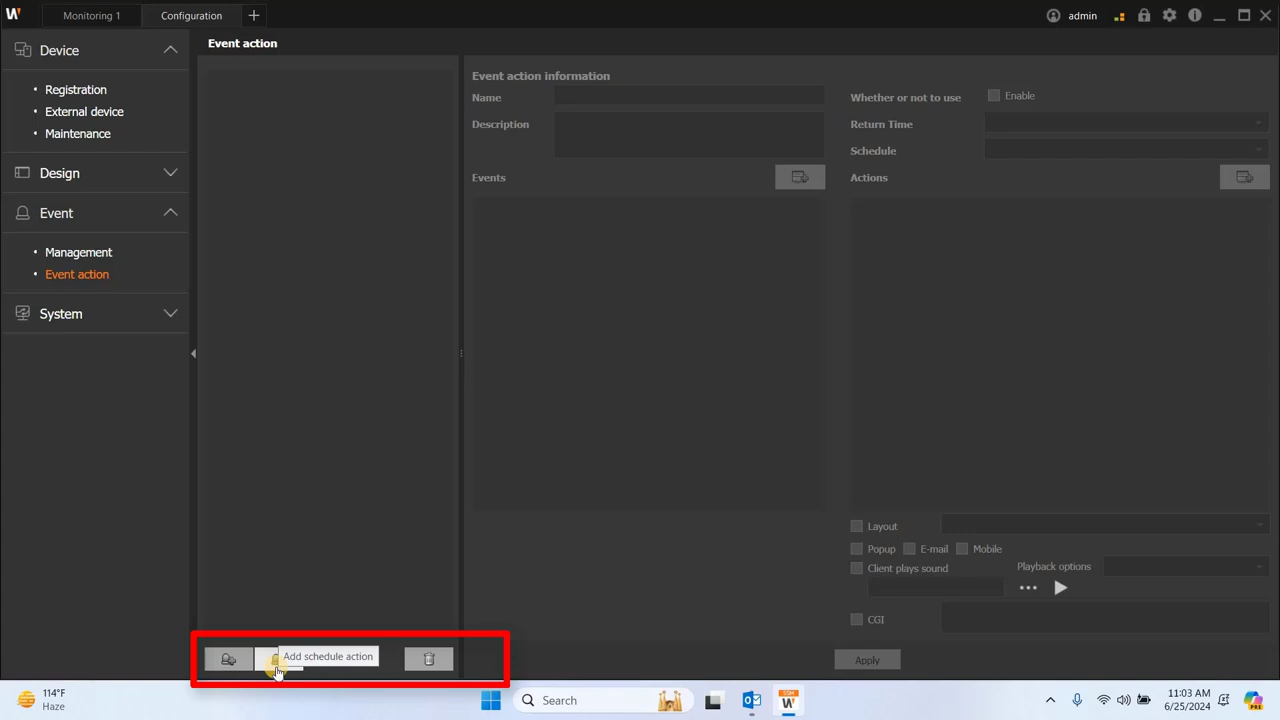 Monitoring 1
Configuration
admin
Device
Registration
External device
Maintenance
Design
Event
Management
Event action
System
Event action
Event action information
Name
Description
Events
Whether or not to use
Enable
Return Time
Schedule
Actions
Layout
Popup
E-mail
Mobile
Client plays sound
Playback options
CGI
Apply
Add schedule action
114°F
Haze
Search
SSM
11:03 AM
6/25/2024
PRE